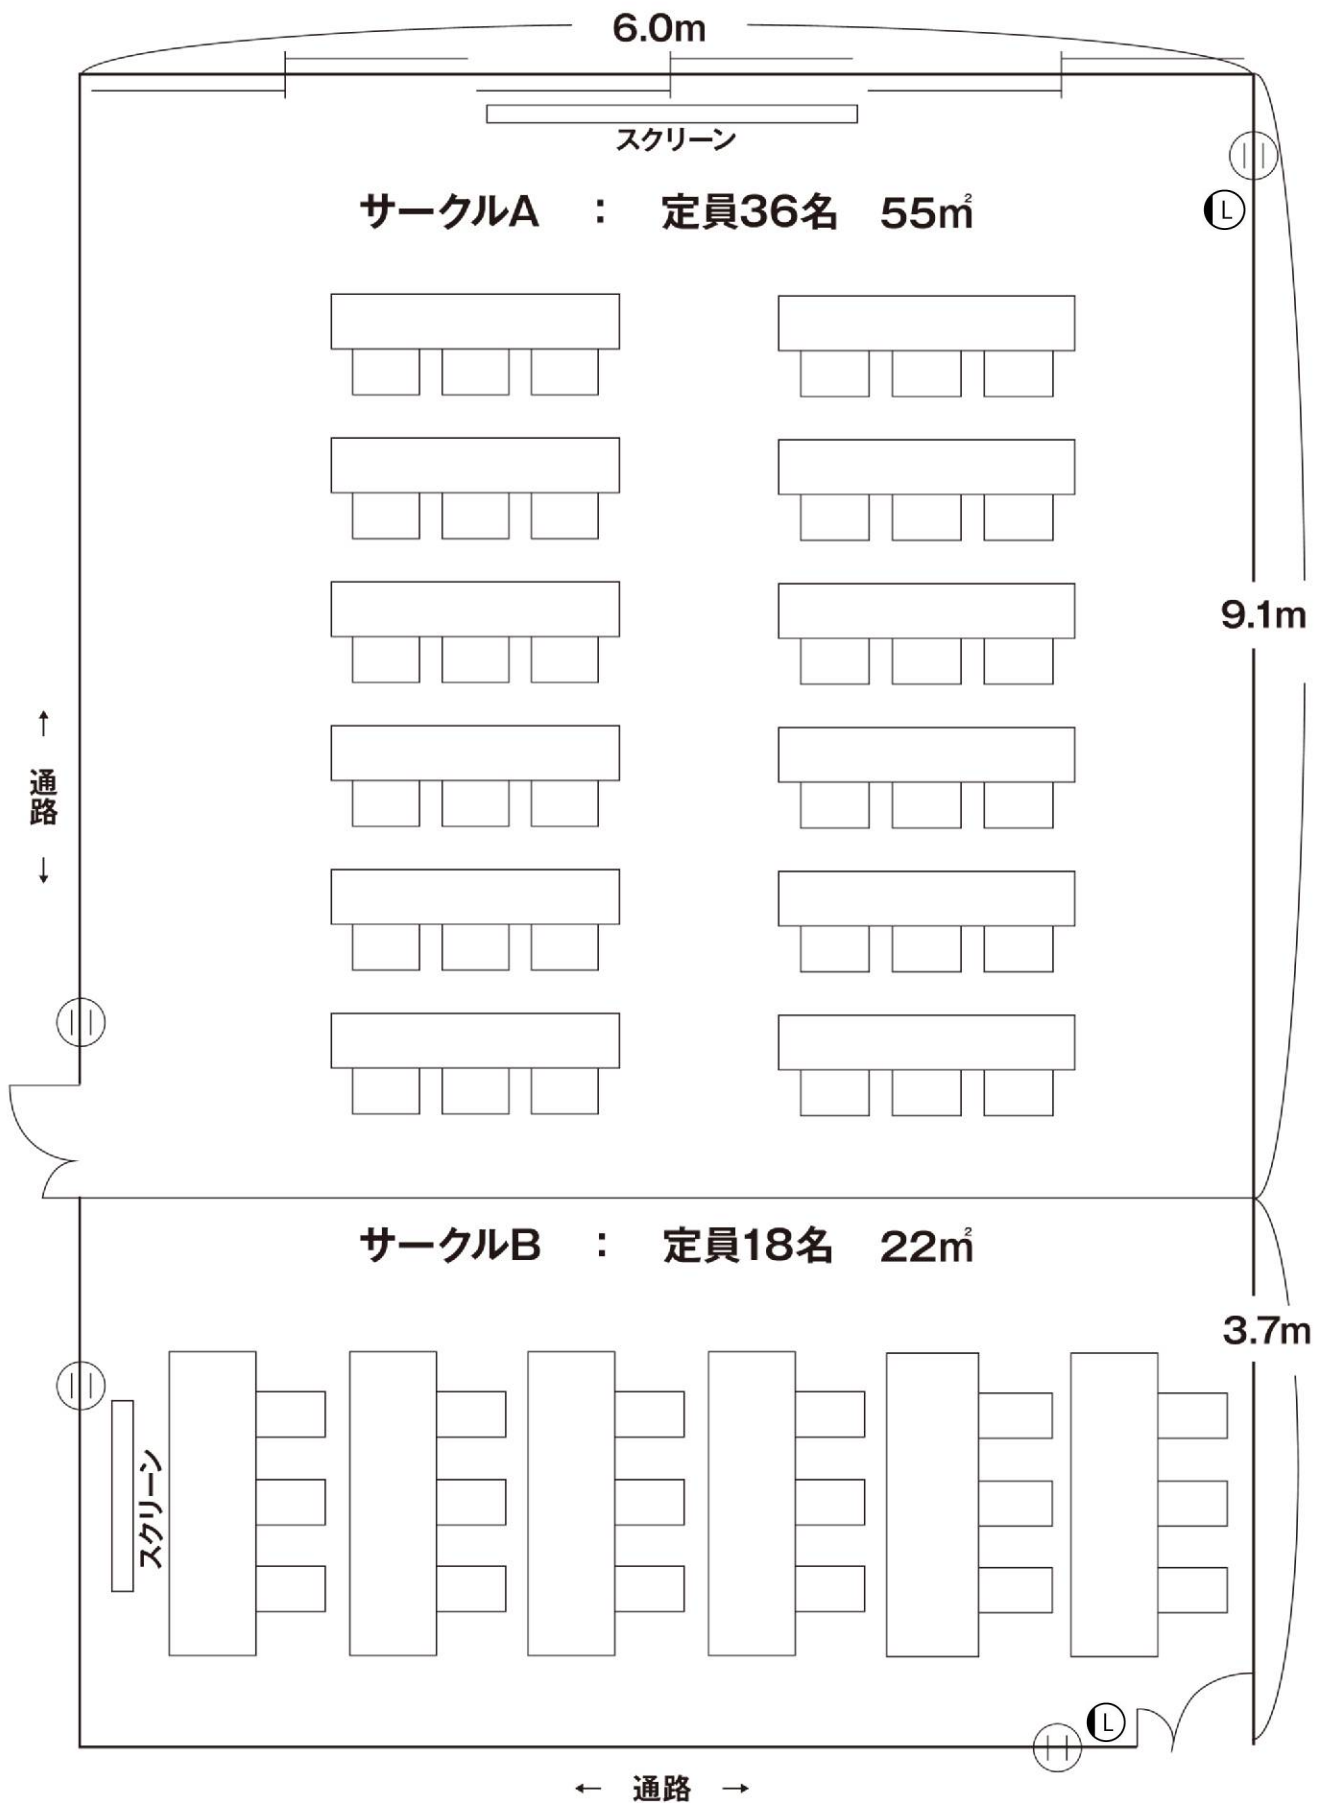 6.0m
スクリーン
サークルA : 定員36名 55㎡
L
9.1m
↑ 通路 ↓
サークルB : 定員18名 22㎡
3.7m
スクリーン
L
← 通路 →